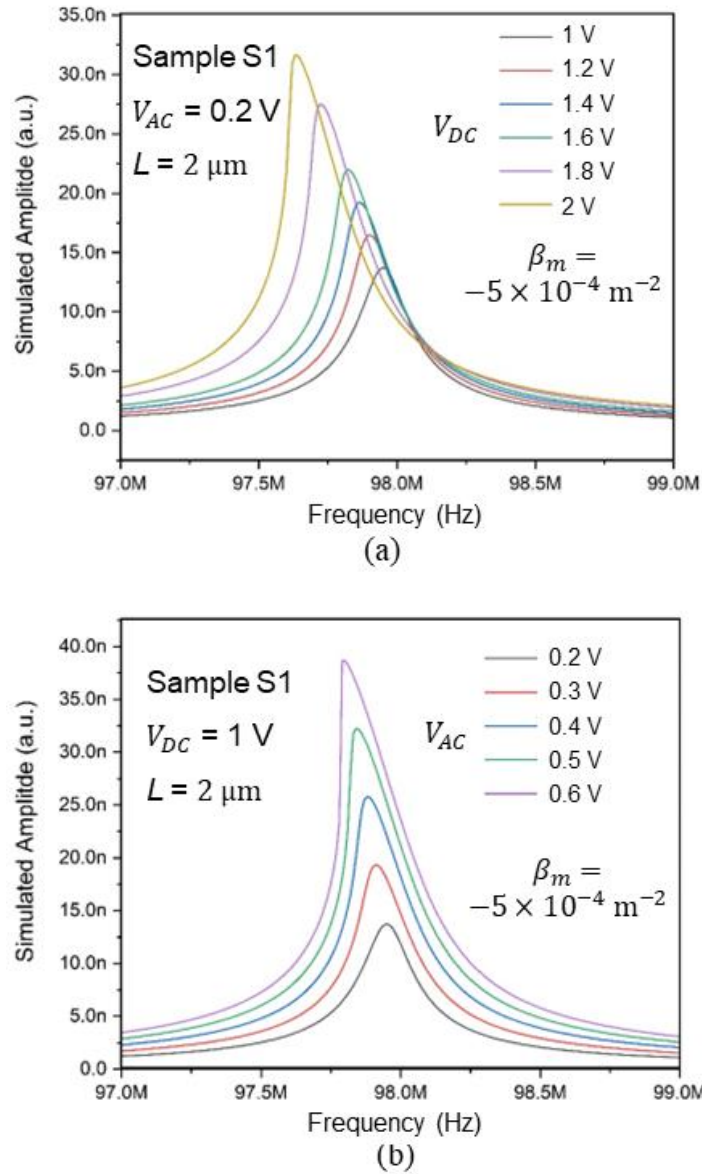 35.0n
30.0n
25.0n
20.0n
15.0n
10.0n
5.0n
0.0
Simulated Amplitde (a.u.)
Sample S1
V_AC = 0.2 V
L = 2 μm
V_DC
1 V
1.2 V
1.4 V
1.6 V
1.8 V
2 V
β_m =
−5 × 10⁻⁴ m⁻²
97.0M 97.5M 98.0M 98.5M 99.0M
Frequency (Hz)
(a)
40.0n
35.0n
30.0n
25.0n
20.0n
15.0n
10.0n
5.0n
0.0
Simulated Amplitde (a.u.)
Sample S1
V_DC = 1 V
L = 2 μm
V_AC
0.2 V
0.3 V
0.4 V
0.5 V
0.6 V
β_m =
−5 × 10⁻⁴ m⁻²
97.0M 97.5M 98.0M 98.5M 99.0M
Frequency (Hz)
(b)